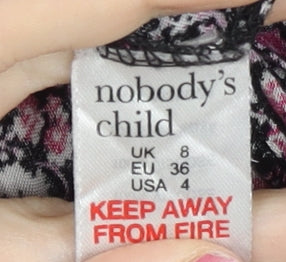 nobody's
child
UK 8
EU 36
USA 4
KEEP AWAY
FROM FIRE